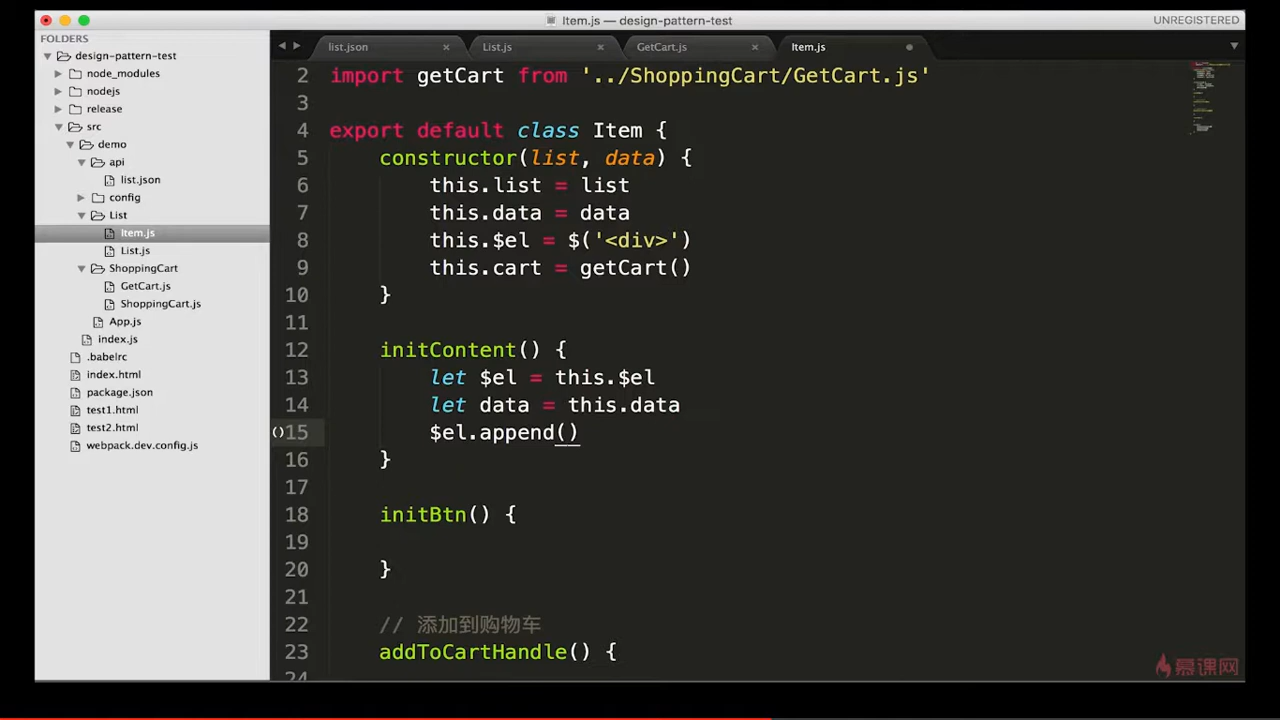 Item.js — design-pattern-test
UNREGISTERED
FOLDERS
design-pattern-test
node_modules
nodejs
release
src
demo
api
list.json
config
List
Item.js
List.js
ShoppingCart
GetCart.js
ShoppingCart.js
App.js
index.js
.babelrc
index.html
package.json
test1.html
test2.html
webpack.dev.config.js
list.json
List.js
GetCart.js
Item.js
2 import getCart from '../ShoppingCart/GetCart.js'
3
4 export default class Item {
5 constructor(list, data) {
6 this.list = list
7 this.data = data
8 this.$el = $('<div>')
9 this.cart = getCart()
10 }
11
12 initContent() {
13 let $el = this.$el
14 let data = this.data
15 $el.append()
16 }
17
18 initBtn() {
19
20 }
21
22 // 添加到购物车
23 addToCartHandle() {
24
慕课网